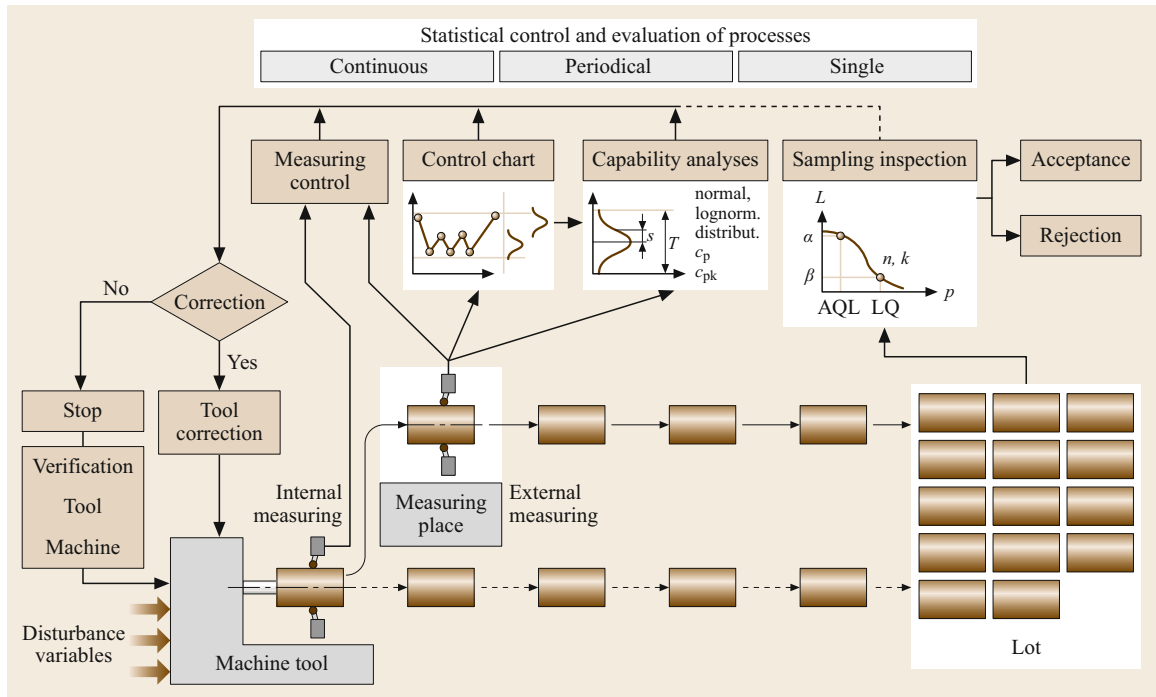 Statistical control and evaluation of processes
Continuous
Periodical
Single
Measuring
control
Control chart
Capability analyses
normal,
lognorm.
distribut.
cp
cpk
s
T
Sampling inspection
L
α
β
n, k
p
AQL
LQ
Acceptance
Rejection
No
Correction
Yes
Stop
Tool
correction
Verification
Tool
Machine
Internal
measuring
Measuring
place
External
measuring
Disturbance
variables
Machine tool
Lot